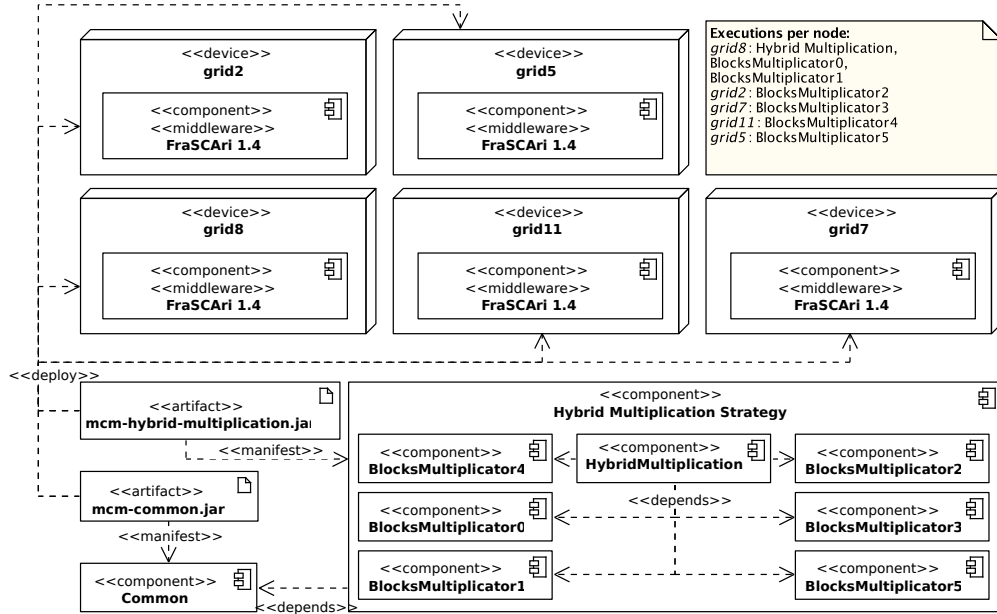 <<device>>
grid2
<<component>>
<<middleware>>
FraSCAri 1.4
<<device>>
grid5
<<component>>
<<middleware>>
FraSCAri 1.4
Executions per node:
grid8: Hybrid Multiplication,
BlocksMultiplicator0,
BlocksMultiplicator1
grid2: BlocksMultiplicator2
grid7: BlocksMultiplicator3
grid11: BlocksMultiplicator4
grid5: BlocksMultiplicator5
<<device>>
grid8
<<component>>
<<middleware>>
FraSCAri 1.4
<<device>>
grid11
<<component>>
<<middleware>>
FraSCAri 1.4
<<device>>
grid7
<<component>>
<<middleware>>
FraSCAri 1.4
<<deploy>>
<<artifact>>
mcm-hybrid-multiplication.jar
<<manifest>>
<<artifact>>
mcm-common.jar
<<manifest>>
<<component>>
Common
<<depends>>
<<component>>
Hybrid Multiplication Strategy
<<component>>
BlocksMultiplicator4
<<component>>
HybridMultiplication
<<component>>
BlocksMultiplicator2
<<depends>>
<<component>>
BlocksMultiplicator0
<<component>>
BlocksMultiplicator3
<<component>>
BlocksMultiplicator1
<<component>>
BlocksMultiplicator5